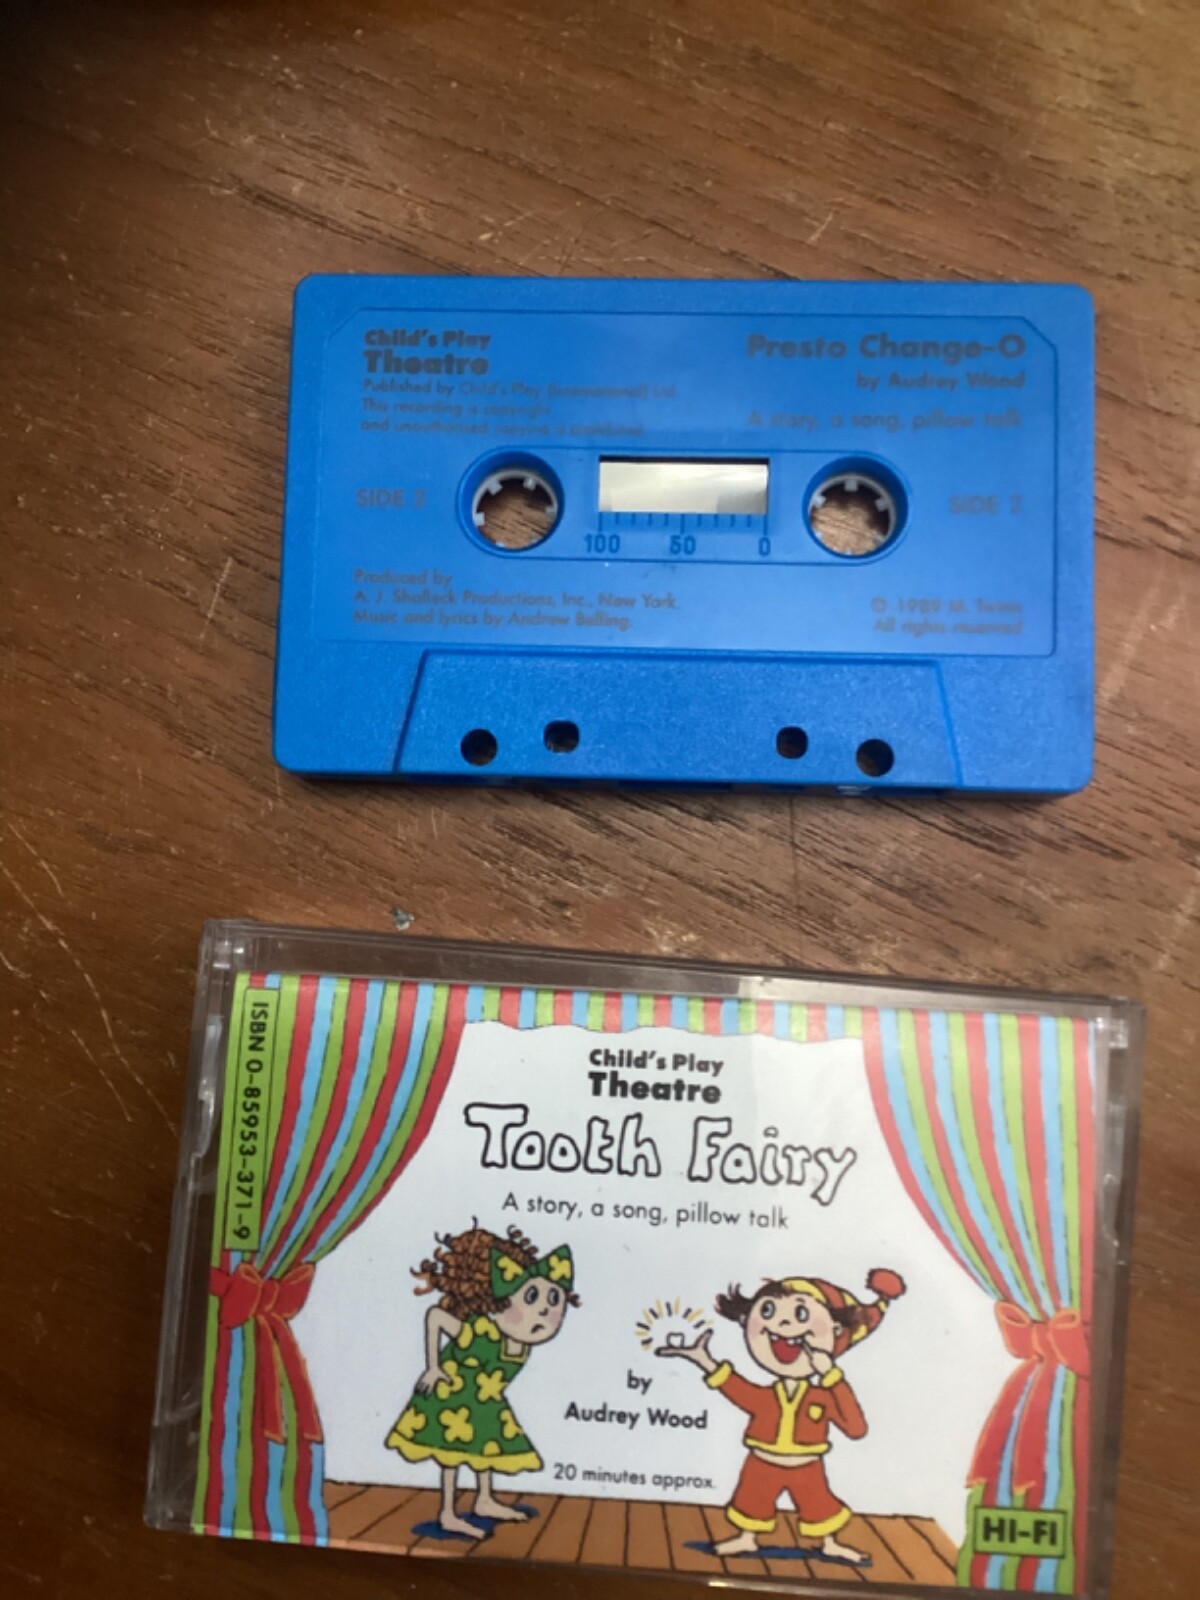 Child's Play
Theatre
Published by Child's Play (International) Ltd.
This recording is copyright
and unauthorised copying is prohibited.
Presto Change-O
by Audrey Wood
A story, a song, pillow talk
SIDE 2
SIDE 2
100 50 0
Produced by
A. J. Shalleck Productions, Inc., New York.
Music and lyrics by Andrew Belling.
© 1989 M. Twinn
All rights reserved
ISBN 0-85953-371-9
Child's Play
Theatre
Tooth Fairy
A story, a song, pillow talk
by
Audrey Wood
20 minutes approx.
HI-FI